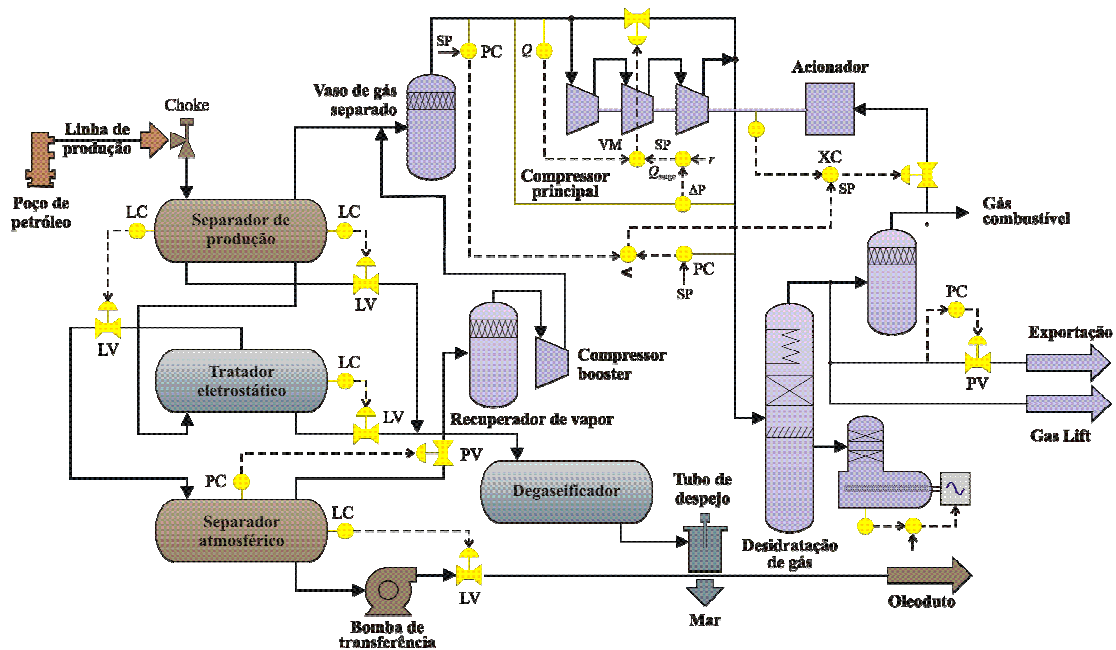 SP
PC
Q
Acionador
Vaso de gás
separado
Choke
Linha de
produção
VM
SP
XC
SP
r
Qsurge
Compressor
principal
ΔP
Poço de
petróleo
LC
Separador de
produção
LC
Gás
combustível
<
PC
SP
LV
LV
PC
Exportação
PV
Tratador
eletrostático
LC
Compressor
booster
Recuperador de vapor
LV
Gas Lift
PV
PC
Tubo de
despejo
Degaseificador
LC
Separador
atmosférico
Desidratação
de gás
LV
Oleoduto
Mar
Bomba de
transferência